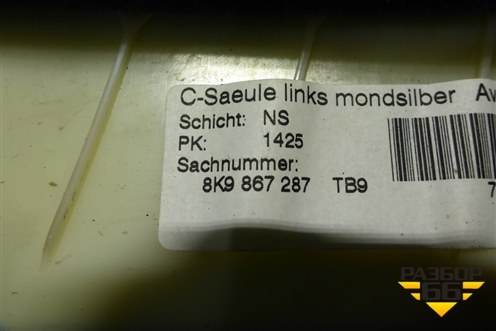 C-Saeule links mondsilber
Schicht: NS
PK: 1425
Sachnummer:
8K9 867 287 TB9
РАЗБОР
66